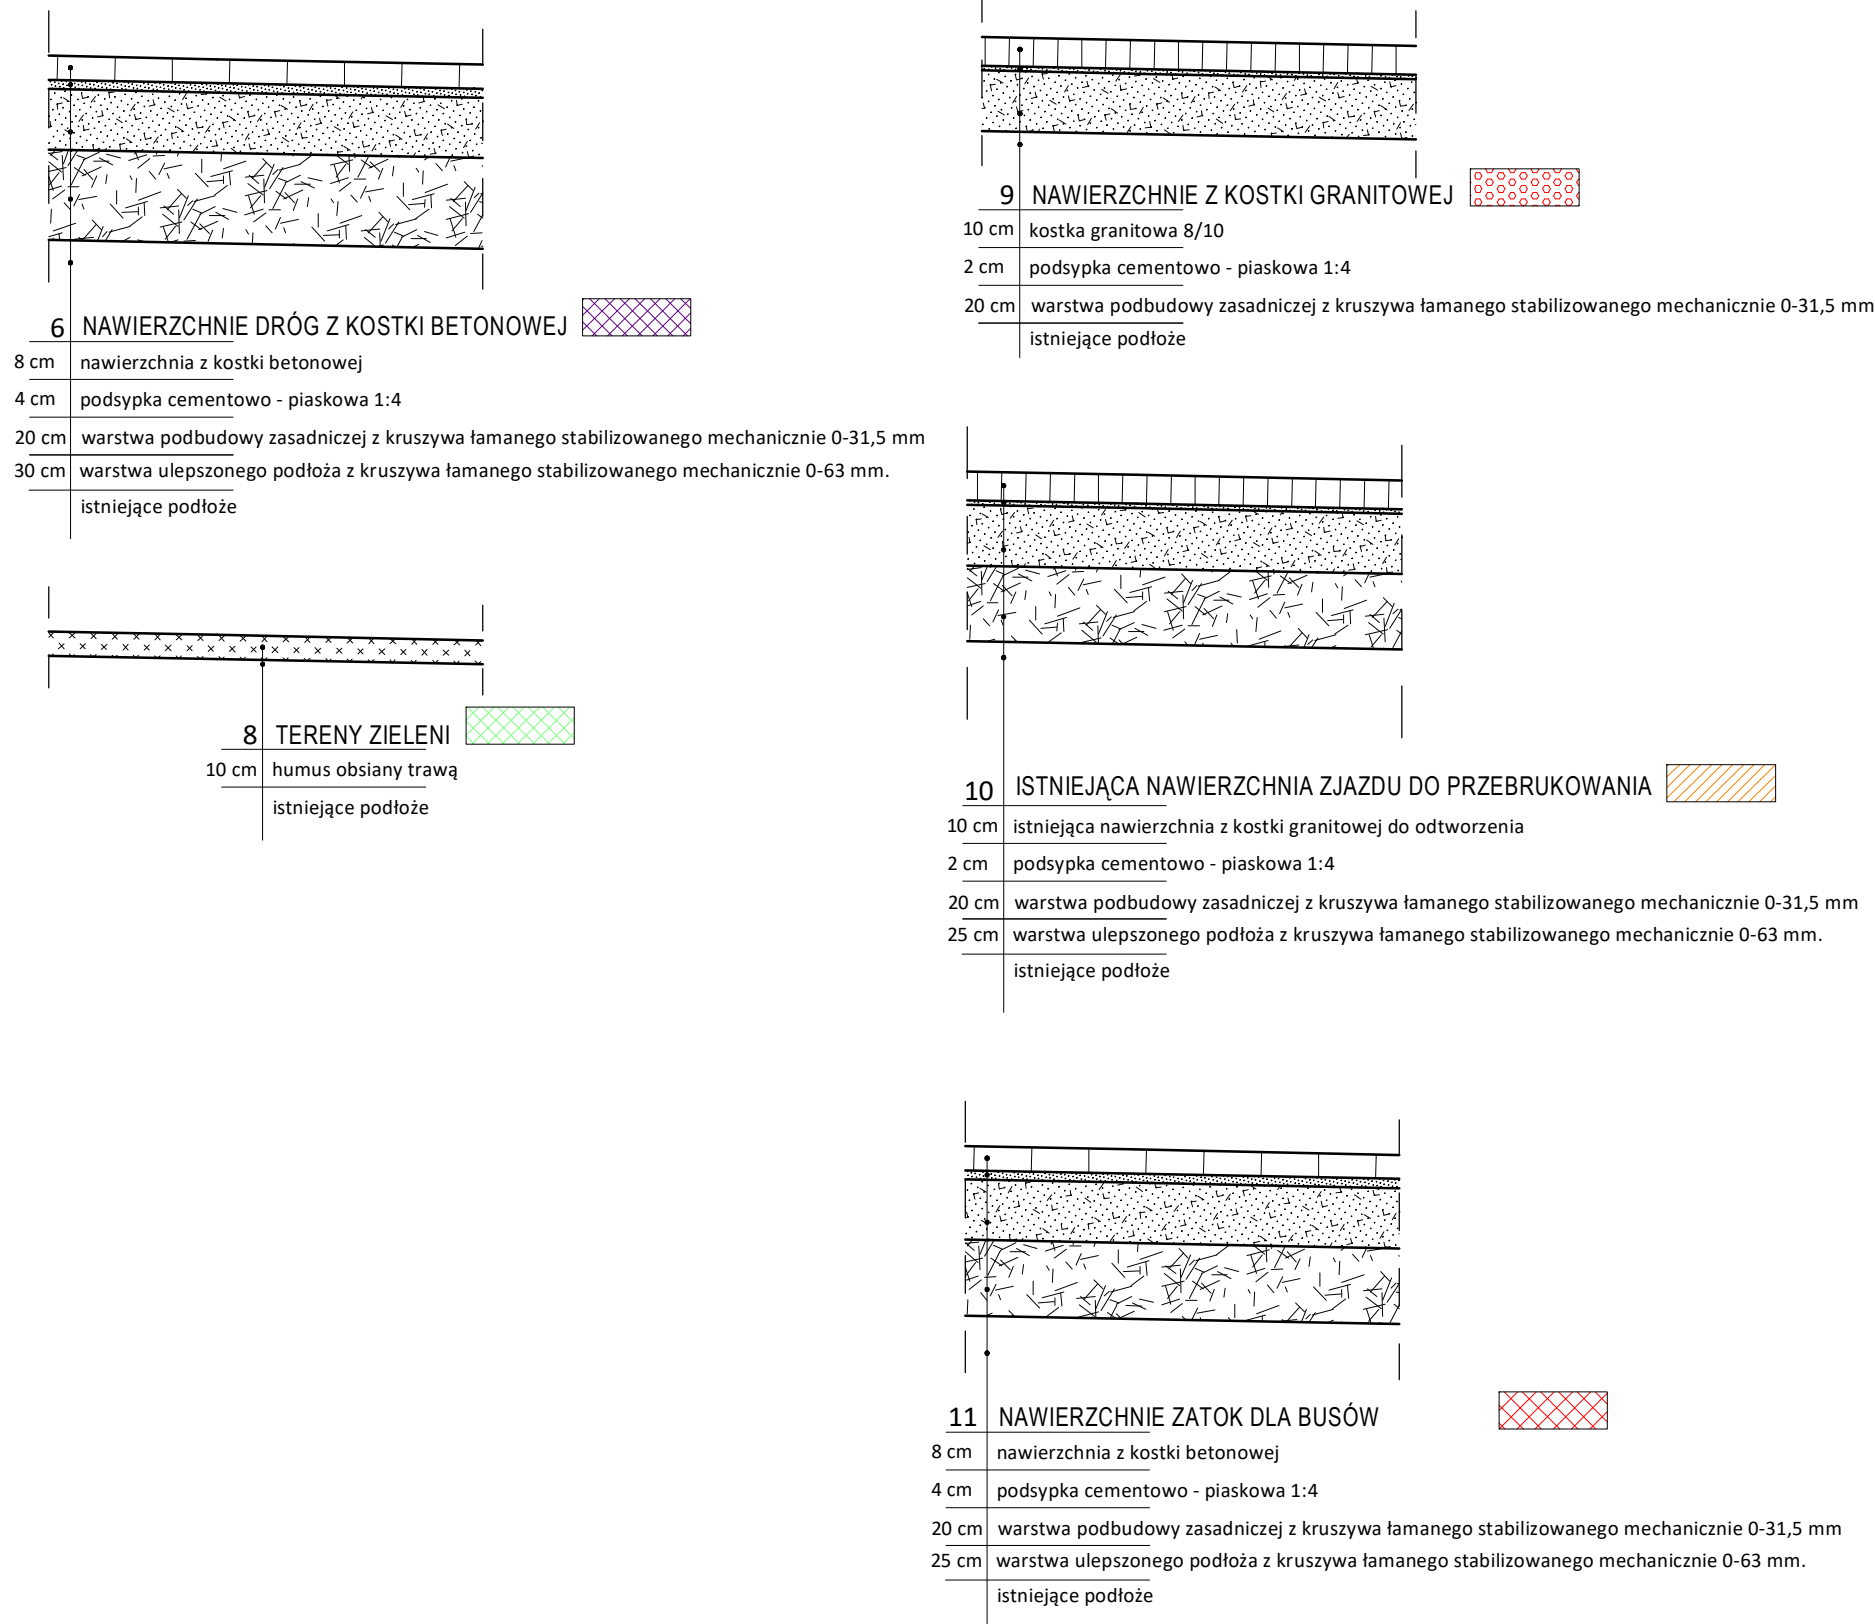 6 NAWIERZCHNIE DRÓG Z KOSTKI BETONOWEJ
8 cm nawierzchnia z kostki betonowej
4 cm podsypka cementowo - piaskowa 1:4
20 cm warstwa podbudowy zasadniczej z kruszywa łamanego stabilizowanego mechanicznie 0-31,5 mm
30 cm warstwa ulepszonego podłoża z kruszywa łamanego stabilizowanego mechanicznie 0-63 mm.
istniejące podłoże
8 TERENY ZIELENI
10 cm humus obsiany trawą
istniejące podłoże
9 NAWIERZCHNIE Z KOSTKI GRANITOWEJ
10 cm kostka granitowa 8/10
2 cm podsypka cementowo - piaskowa 1:4
20 cm warstwa podbudowy zasadniczej z kruszywa łamanego stabilizowanego mechanicznie 0-31,5 mm
istniejące podłoże
10 ISTNIEJĄCA NAWIERZCHNIA ZJAZDU DO PRZEBRUKOWANIA
10 cm istniejąca nawierzchnia z kostki granitowej do odtworzenia
2 cm podsypka cementowo - piaskowa 1:4
20 cm warstwa podbudowy zasadniczej z kruszywa łamanego stabilizowanego mechanicznie 0-31,5 mm
25 cm warstwa ulepszonego podłoża z kruszywa łamanego stabilizowanego mechanicznie 0-63 mm.
istniejące podłoże
11 NAWIERZCHNIE ZATOK DLA BUSÓW
8 cm nawierzchnia z kostki betonowej
4 cm podsypka cementowo - piaskowa 1:4
20 cm warstwa podbudowy zasadniczej z kruszywa łamanego stabilizowanego mechanicznie 0-31,5 mm
25 cm warstwa ulepszonego podłoża z kruszywa łamanego stabilizowanego mechanicznie 0-63 mm.
istniejące podłoże